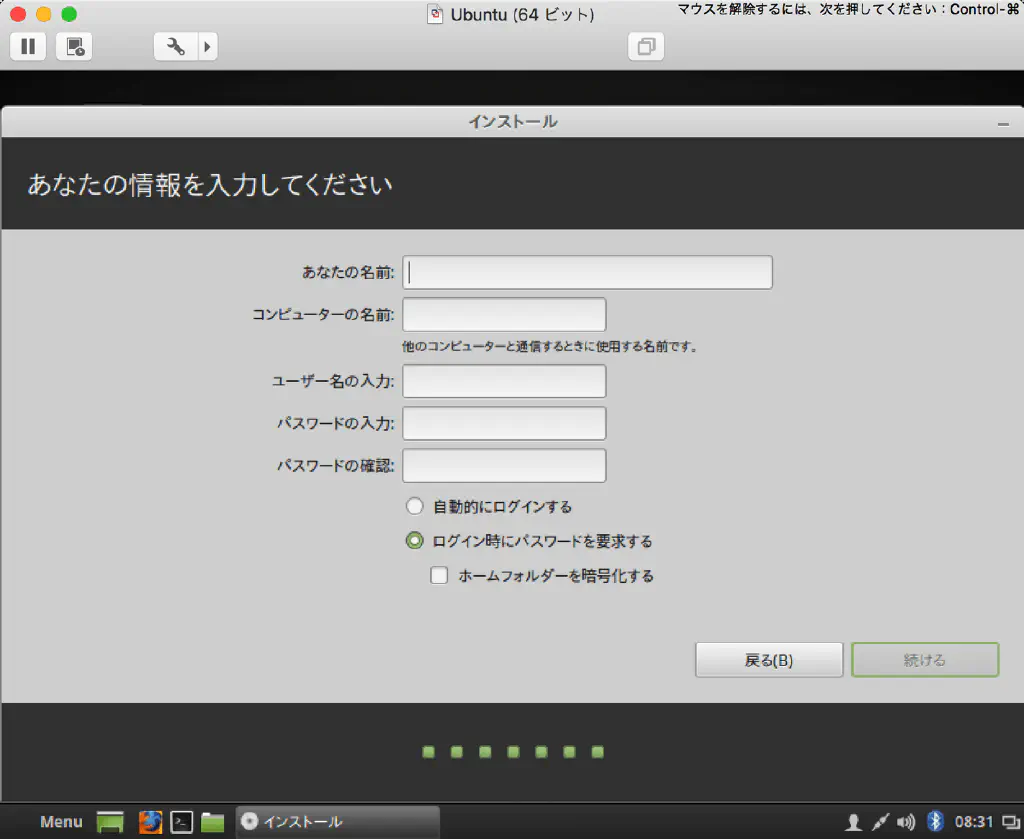 Ubuntu (64 ビット)
マウスを解除するには、次を押してください：Control-⌘
インストール
あなたの情報を入力してください
あなたの名前:
コンピューターの名前:
他のコンピューターと通信するときに使用する名前です。
ユーザー名の入力:
パスワードの入力:
パスワードの確認:
自動的にログインする
ログイン時にパスワードを要求する
ホームフォルダーを暗号化する
戻る(B)
続ける
Menu
インストール
08:31